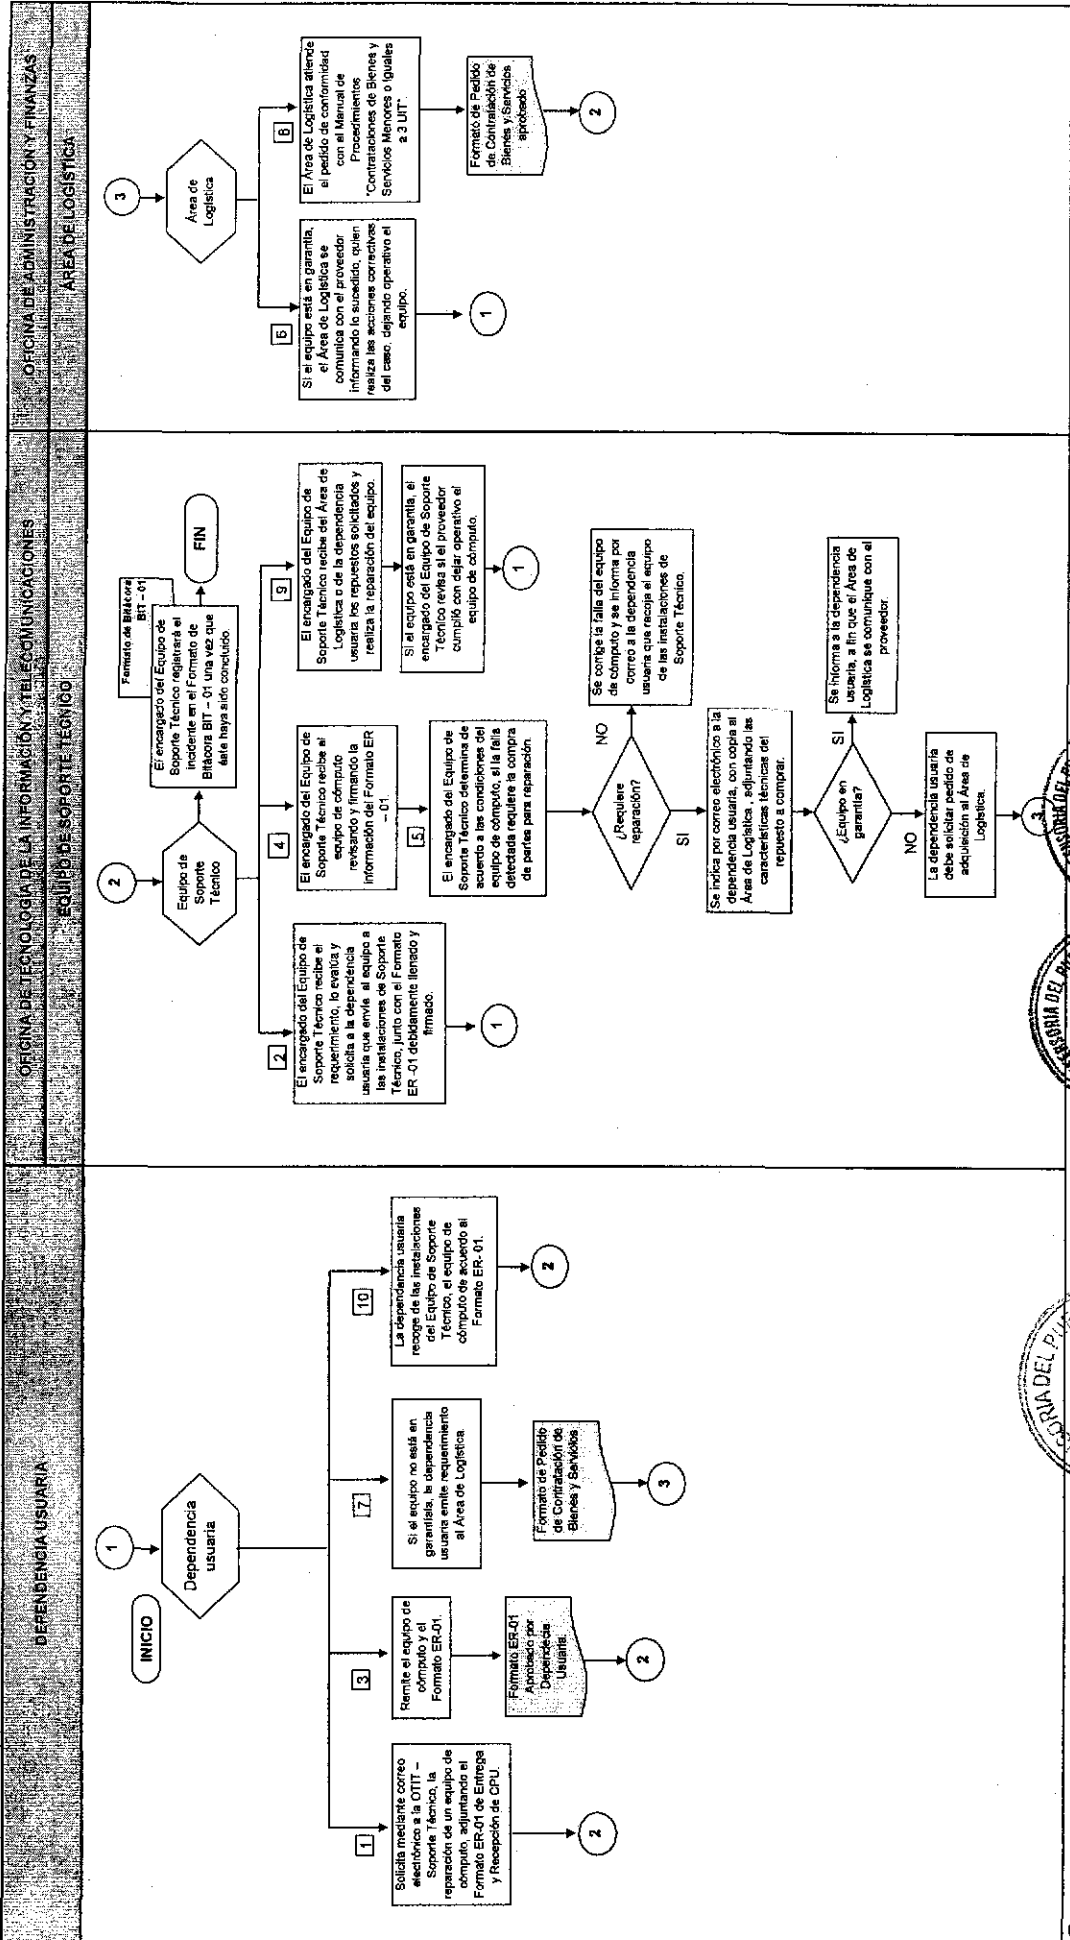 DEPENDENCIA USUARIA
INICIO
1
Dependencia
usuaria
1
Solicita mediante correo
electrónico a la OTIT –
Soporte Técnico, la
reparación de un equipo de
cómputo, adjuntando el
Formato ER-01 de Entrega
y Recepción de CPU.
2
3
Remite el equipo de
cómputo y el
Formato ER-01.
Formato ER-01
Aprobado por
Dependecia
Usuaria.
2
7
Si el equipo no está en
garantíala, la dependencia
usuaria emite requerimiento
al Área de Logística.
Formato de Pedido
de Contratación de
Bienes y Servicios.
3
10
La dependencia usuaria
recoge de las instalaciones
del Equipo de Soporte
Técnico, el equipo de
cómputo de acuerdo al
Formato ER- 01.
2
OFICINA DE TECNOLOGÍA DE LA INFORMACIÓN Y TELECOMUNICACIONES
EQUIPO DE SOPORTE TÉCNICO
2
Equipo de
Soporte
Técnico
Formato de Bitácora
BIT – 01
El encargado del Equipo de
Soporte Técnico registrará el
incidente en el Formato de
Bitácora BIT – 01 una vez que
éste haya sido concluido.
FIN
2
El encargado del Equipo de
Soporte Técnico recibe el
requerimiento, lo evalúa y
solicita a la dependencia
usuaria que envíe al equipo a
las instalaciones de Soporte
Técnico, junto con el Formato
ER -01 debidamente llenado y
firmado.
1
4
El encargado del Equipo de
Soporte Técnico recibe el
equipo de cómputo
revisando y firmando la
información del Formato ER
– 01.
5
El encargado del Equipo de
Soporte Técnico determina de
acuerdo a las condiciones del
equipo de cómputo, si la falla
detectada requiere la compra
de partes para reparación.
¿Requiere
reparación?
NO
Se corrige la falla del equipo
de cómputo y se informa por
correo a la dependencia
usuaria que recoja el equipo
de las instalaciones de
Soporte Técnico.
SI
Se indica por correo electrónico a la
dependencia usuaria, con copia al
Área de Logística , adjuntando las
características técnicas del
repuesto a comprar.
¿Equipo en
garantía?
SI
Se informa a la dependencia
usuaria, a fin que el Área de
Logística se comunique con el
proveedor.
NO
La dependencia usuaria
debe solicitar pedido de
adquisición al Área de
Logística.
3
9
El encargado del Equipo de
Soporte Técnico recibe del Área de
Logística o de la dependencia
usuaria los repuestos solicitados y
realiza la reparación del equipo.
Si el equipo está en garantía, el
encargado del Equipo de Soporte
Técnico revisa si el proveedor
cumplió con dejar operativo el
equipo de cómputo.
1
OFICINA DE ADMINISTRACIÓN Y FINANZAS
ÁREA DE LOGÍSTICA
3
Área de
Logística
6
Si el equipo está en garantía,
el Área de Logística se
comunica con el proveedor
informando lo sucedido, quien
realiza las acciones correctivas
del caso, dejando operativo el
equipo.
1
8
El Área de Logística atiende
el pedido de conformidad
con el Manual de
Procedimientos
"Contrataciones de Bienes y
Servicios Menores o Iguales
a 3 UIT".
Formato de Pedido
de Contratación de
Bienes y Servicios
aprobado
2